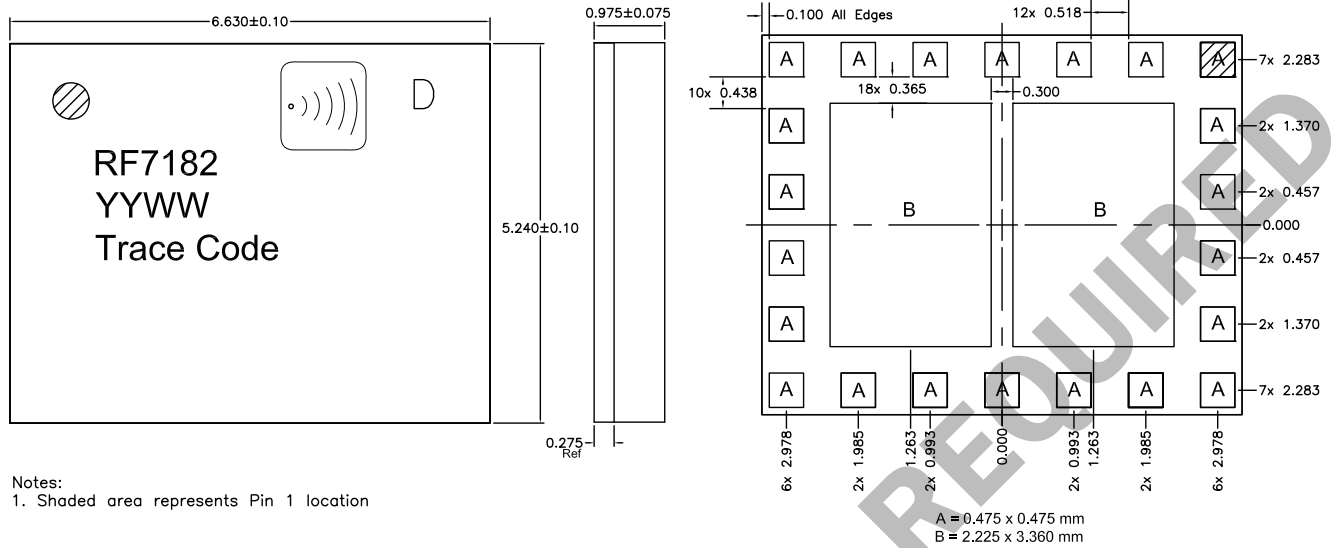 6.630±0.10
0.975±0.075
0.100 All Edges
12x 0.518
D
RF7182
YYWW
Trace Code
5.240±0.10
0.275
Ref
A A A A A A A
7x 2.283
10x 0.438
18x 0.365
0.300
A A
2x 1.370
A A
2x 0.457
B B
0.000
A A
2x 0.457
A A
2x 1.370
A A A A A A A
7x 2.283
6x 2.978
2x 1.985
1.263
2x 0.993
0.000
2x 0.993
1.263
2x 1.985
6x 2.978
Notes:
1. Shaded area represents Pin 1 location
A = 0.475 x 0.475 mm
B = 2.225 x 3.360 mm
REQUIRED